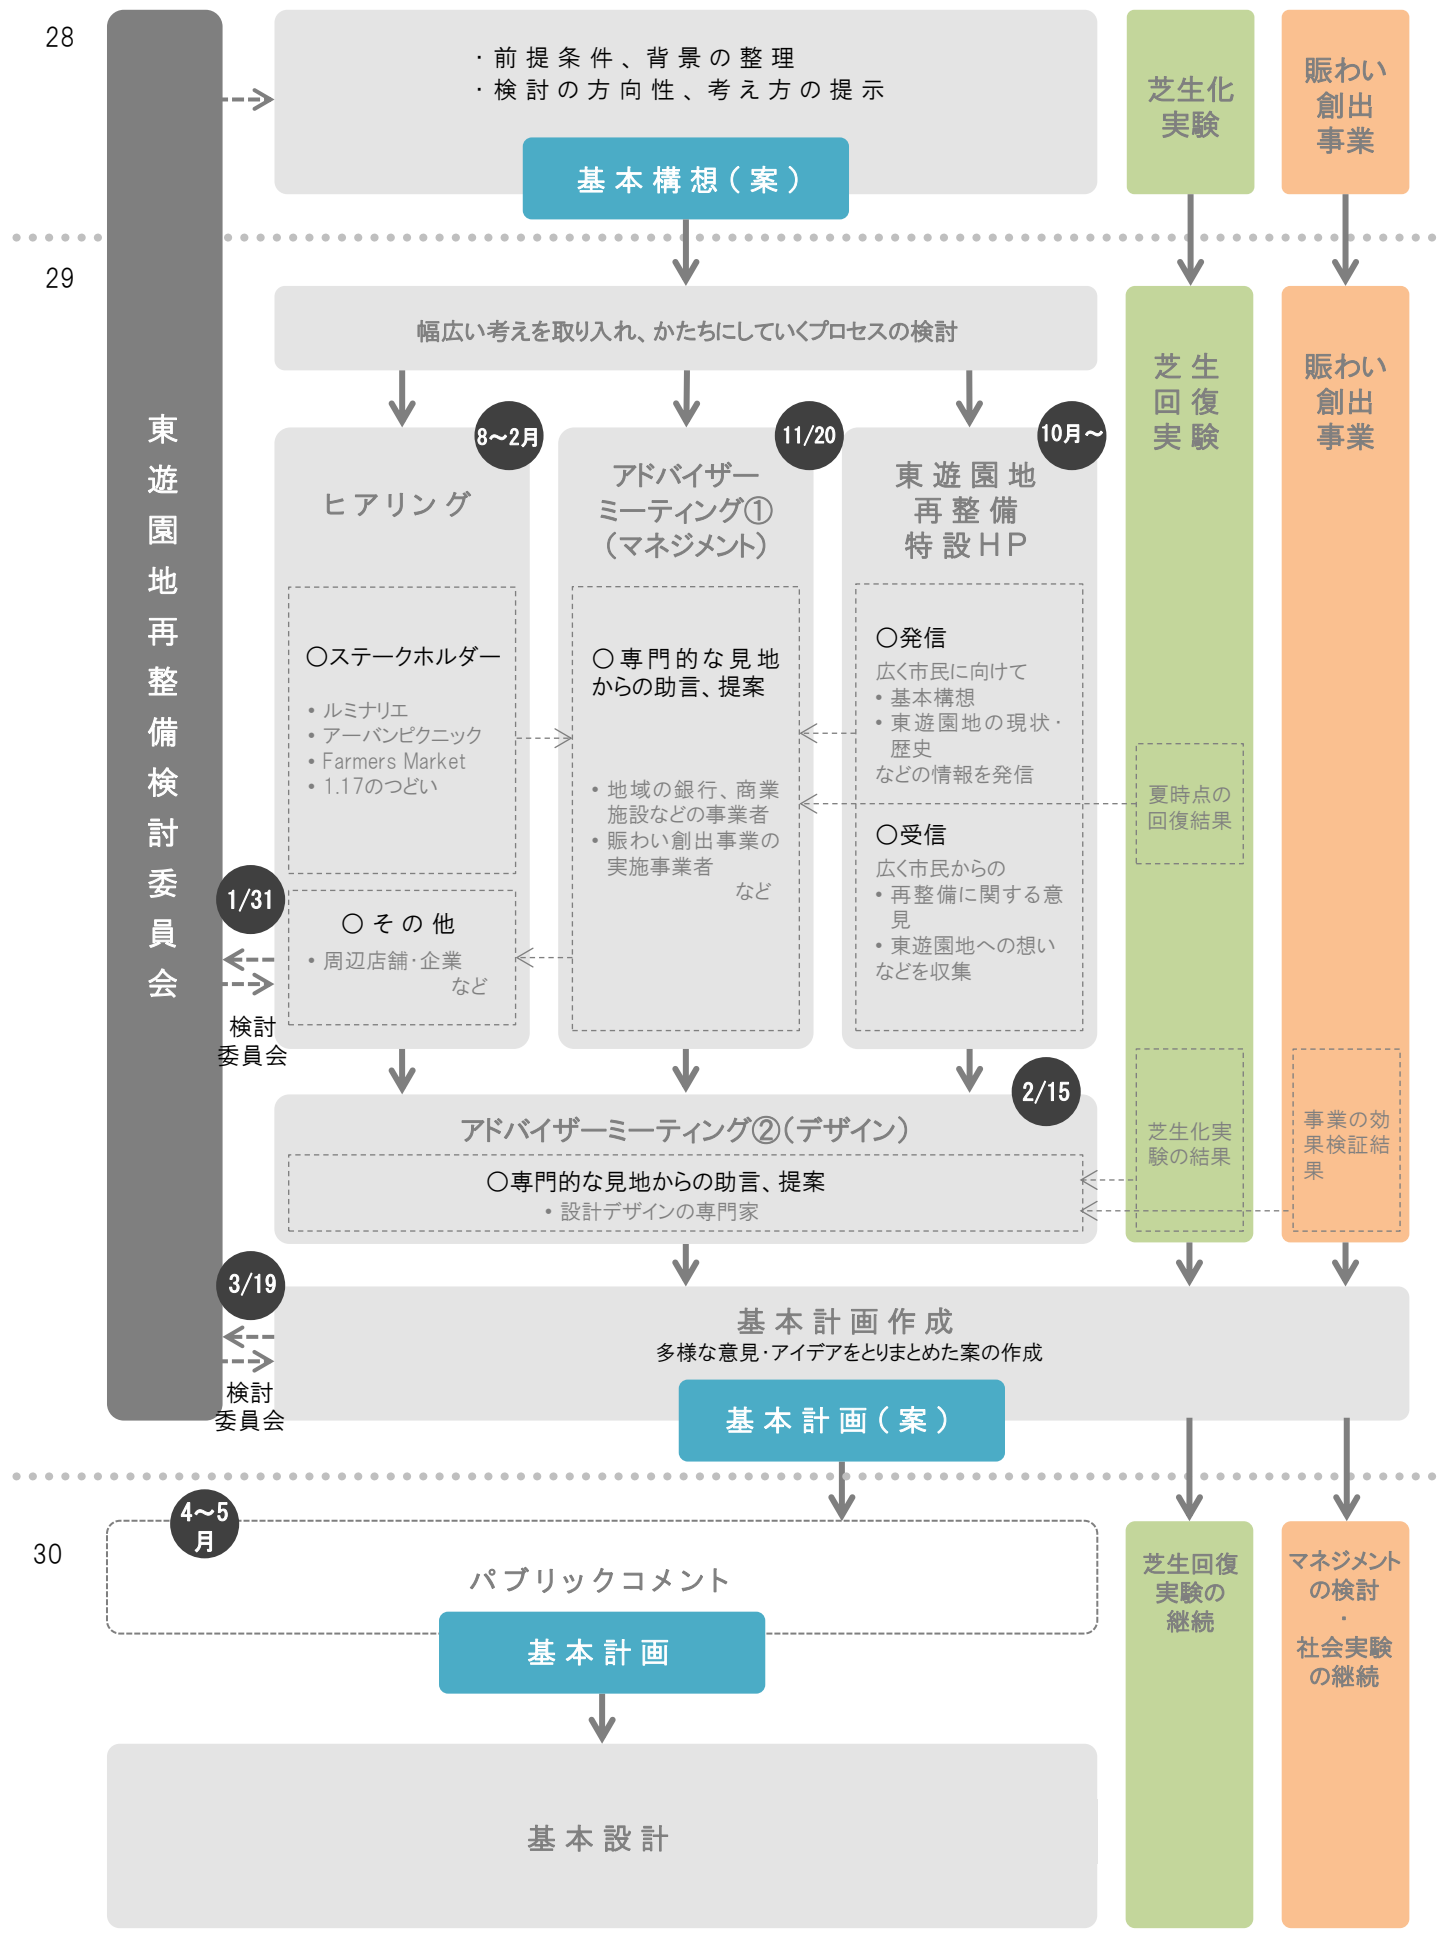 28
・前提条件、背景の整理
・検討の方向性、考え方の提示
基本構想（案）
芝生化
実験
賑わい
創出
事業
29
東遊園地再整備検討委員会
幅広い考えを取り入れ、かたちにしていくプロセスの検討
8～2月
ヒアリング
〇ステークホルダー
• ルミナリエ
• アーバンピクニック
• Farmers Market
• 1.17のつどい
〇その他
• 周辺店舗・企業
など
11/20
アドバイザー
ミーティング①
（マネジメント）
〇専門的な見地
からの助言、提案
• 地域の銀行、商業
施設などの事業者
• 賑わい創出事業の
実施事業者
など
10月～
東遊園地
再整備
特設HP
〇発信
広く市民に向けて
• 基本構想
• 東遊園地の現状・
歴史
などの情報を発信
〇受信
広く市民からの
• 再整備に関する意
見
• 東遊園地への想い
などを収集
芝生
回復
実験
夏時点の
回復結果
芝生化実
験の結果
賑わい
創出
事業
事業の効
果検証結
果
1/31
検討
委員会
2/15
アドバイザーミーティング②（デザイン）
〇専門的な見地からの助言、提案
• 設計デザインの専門家
3/19
検討
委員会
基本計画作成
多様な意見・アイデアをとりまとめた案の作成
基本計画（案）
30
4～5
月
パブリックコメント
基本計画
基本設計
芝生回復
実験の
継続
マネジメント
の検討
・
社会実験
の継続